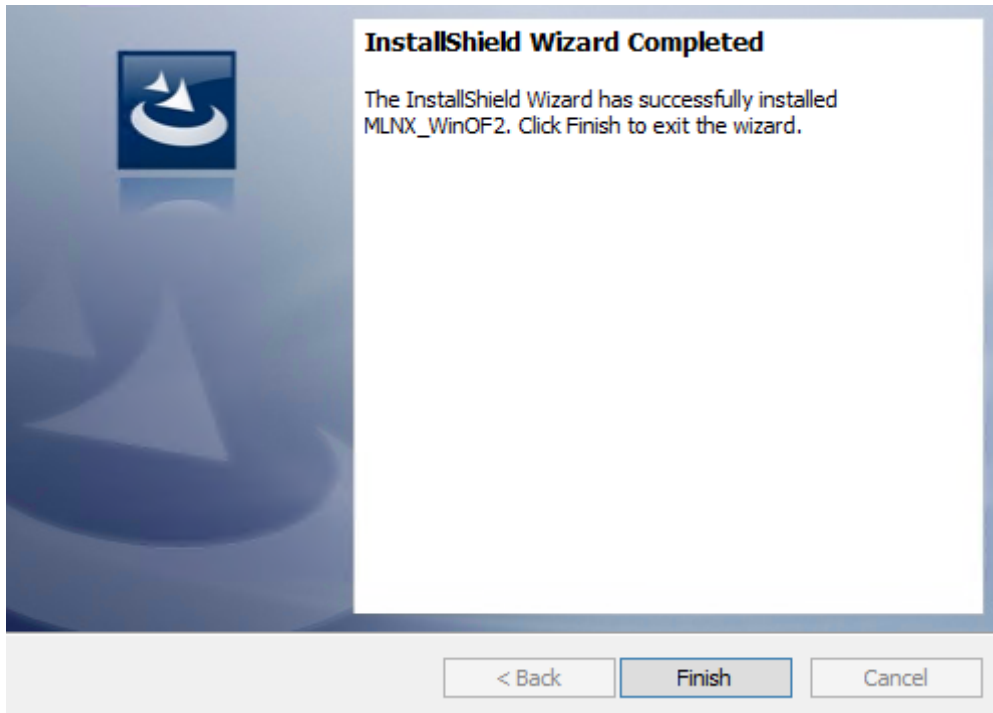 InstallShield Wizard Completed
The InstallShield Wizard has successfully installed
MLNX_WinOF2. Click Finish to exit the wizard.
< Back
Finish
Cancel